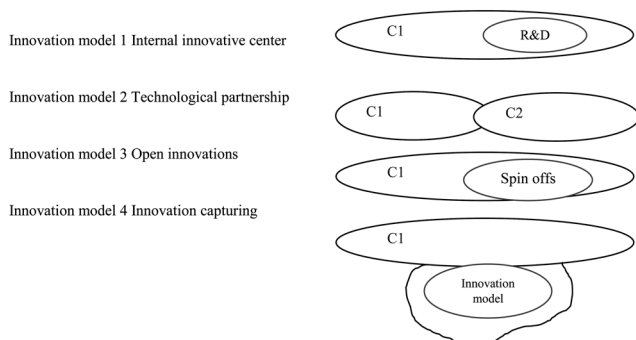 Innovation model 1 Internal innovative center
C1
R&D
Innovation model 2 Technological partnership
C1
C2
Innovation model 3 Open innovations
C1
Spin offs
Innovation model 4 Innovation capturing
C1
Innovation
model